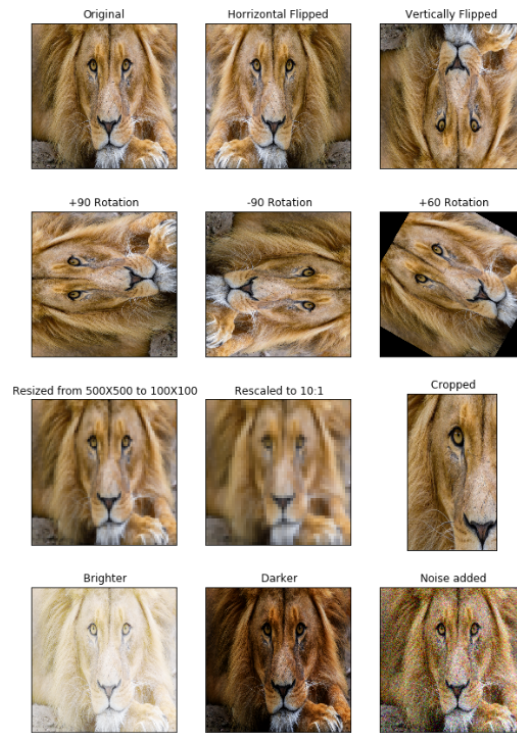 Original
Horrizontal Flipped
Vertically Flipped
+90 Rotation
-90 Rotation
+60 Rotation
Resized from 500X500 to 100X100
Rescaled to 10:1
Cropped
Brighter
Darker
Noise added